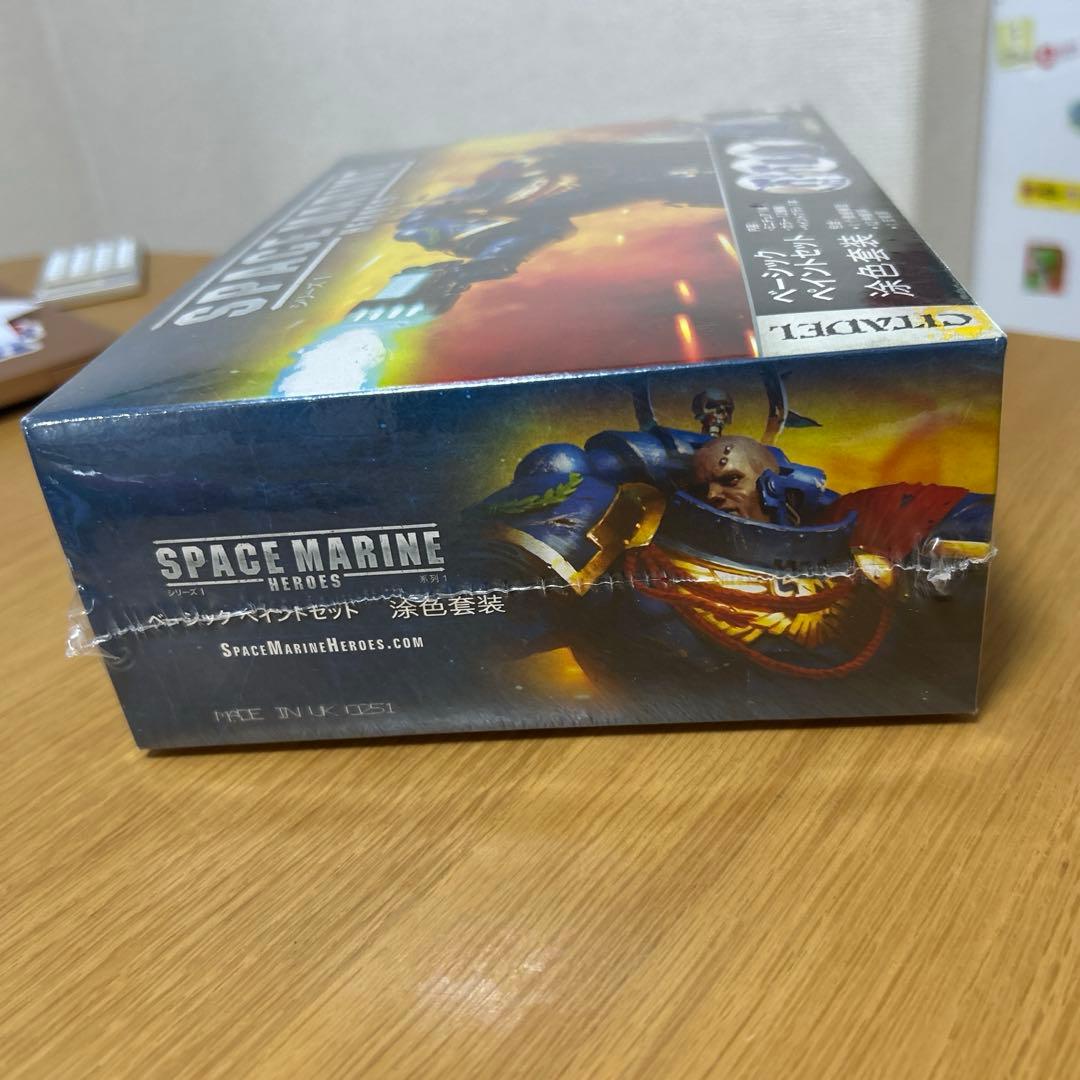 SPACE MARINE
HEROES
シリーズ 1
ベーシック
ペイントセット
涂色套装
CITADEL
SPACE MARINE
HEROES
シリーズ 1
系列 1
ベーシック ペイントセット 涂色套装
SPACEMARINEHEROES.COM
MADE IN UK 0251